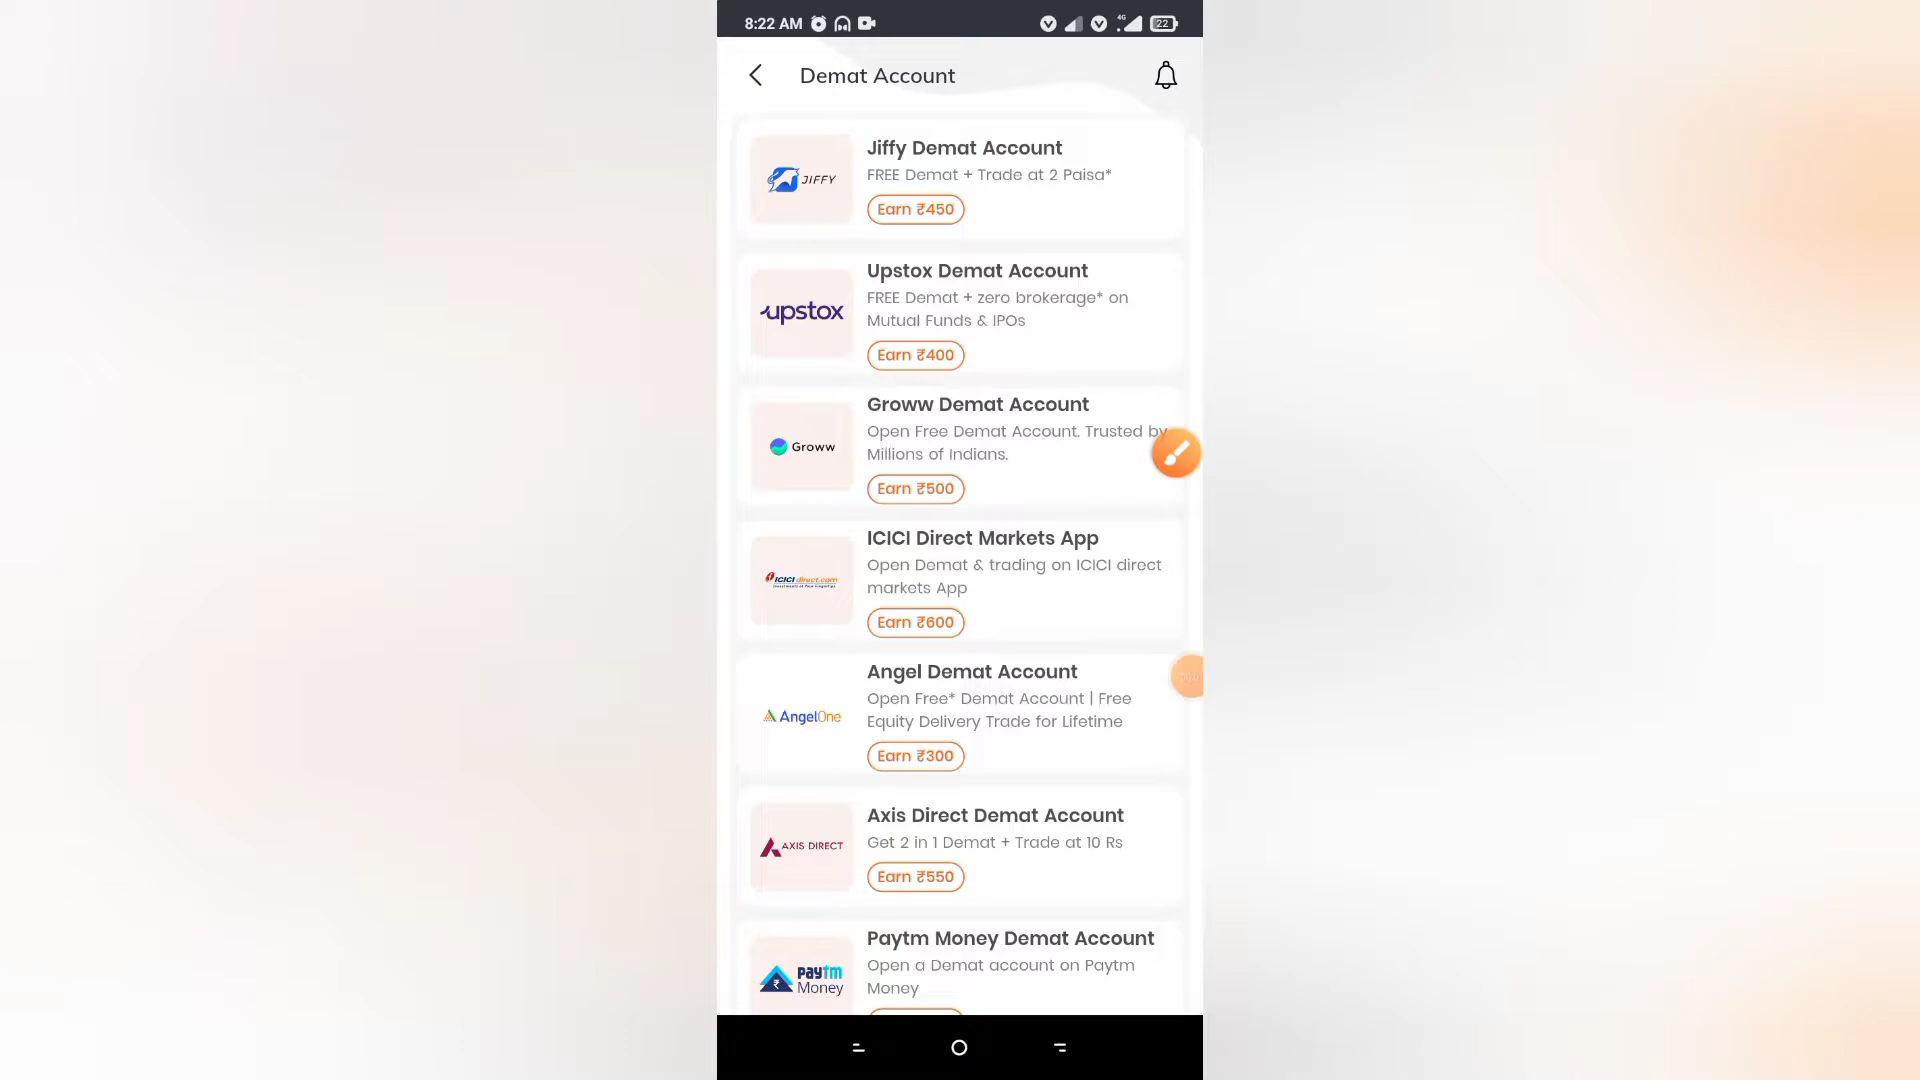 8:22 AM
4G
22
Demat Account
JIFFY
Jiffy Demat Account
FREE Demat + Trade at 2 Paisa*
Earn ₹450
upstox
Upstox Demat Account
FREE Demat + zero brokerage* on
Mutual Funds & IPOs
Earn ₹400
Groww
Groww Demat Account
Open Free Demat Account. Trusted by
Millions of Indians.
Earn ₹500
ICICI direct.com
ICICI Direct Markets App
Open Demat & trading on ICICI direct
markets App
Earn ₹600
AngelOne
Angel Demat Account
Open Free* Demat Account | Free
Equity Delivery Trade for Lifetime
Earn ₹300
AXIS DIRECT
Axis Direct Demat Account
Get 2 in 1 Demat + Trade at 10 Rs
Earn ₹550
paytm
Money
Paytm Money Demat Account
Open a Demat account on Paytm
Money